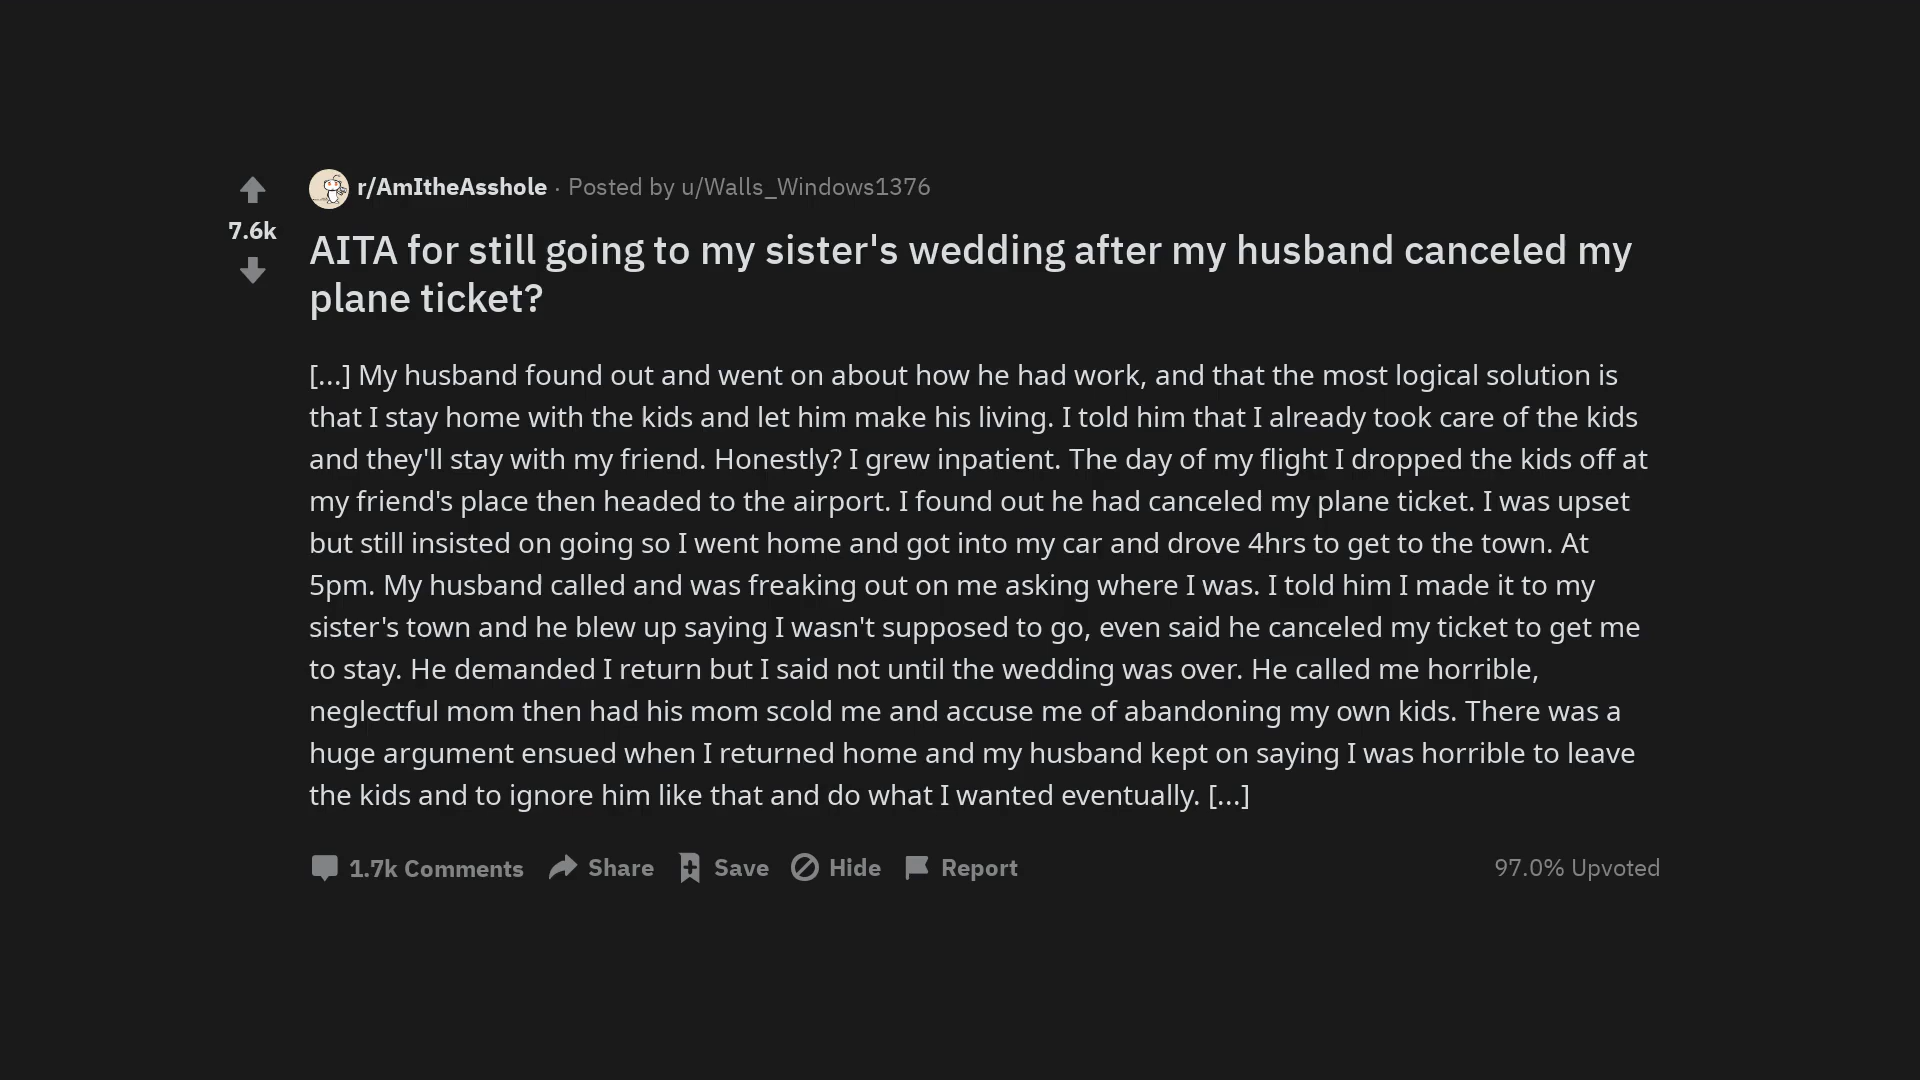 r/AmItheAsshole · Posted by u/Walls_Windows1376
7.6k
AITA for still going to my sister's wedding after my husband canceled my
plane ticket?
[...] My husband found out and went on about how he had work, and that the most logical solution is
that I stay home with the kids and let him make his living. I told him that I already took care of the kids
and they'll stay with my friend. Honestly? I grew inpatient. The day of my flight I dropped the kids off at
my friend's place then headed to the airport. I found out he had canceled my plane ticket. I was upset
but still insisted on going so I went home and got into my car and drove 4hrs to get to the town. At
5pm. My husband called and was freaking out on me asking where I was. I told him I made it to my
sister's town and he blew up saying I wasn't supposed to go, even said he canceled my ticket to get me
to stay. He demanded I return but I said not until the wedding was over. He called me horrible,
neglectful mom then had his mom scold me and accuse me of abandoning my own kids. There was a
huge argument ensued when I returned home and my husband kept on saying I was horrible to leave
the kids and to ignore him like that and do what I wanted eventually. [...]
1.7k Comments Share Save Hide Report 97.0% Upvoted